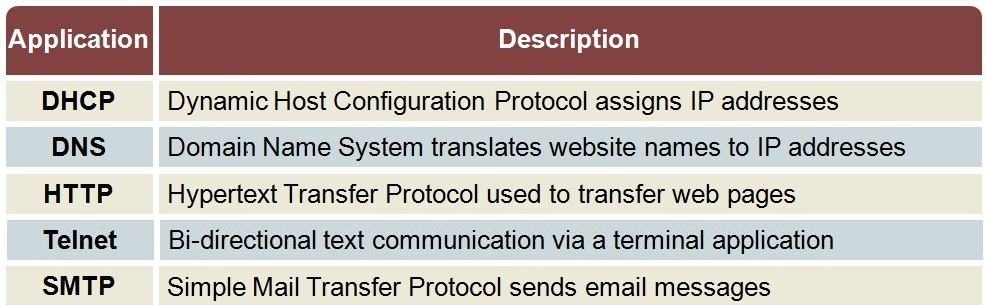 Application Description
DHCP Dynamic Host Configuration Protocol assigns IP addresses
DNS Domain Name System translates website names to IP addresses
HTTP Hypertext Transfer Protocol used to transfer web pages
Telnet Bi-directional text communication via a terminal application
SMTP Simple Mail Transfer Protocol sends email messages